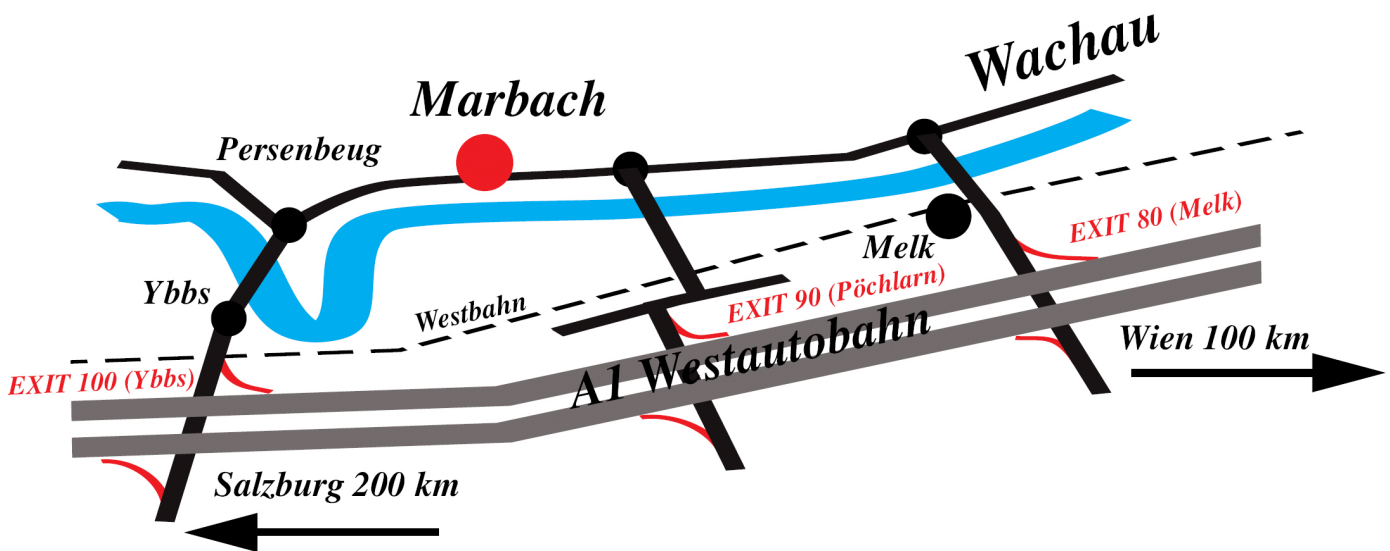 Wachau
Marbach
Persenbeug
EXIT 80 (Melk)
Melk
Ybbs
EXIT 90 (Pöchlarn)
Westbahn
Wien 100 km
A1 Westautobahn
EXIT 100 (Ybbs)
Salzburg 200 km